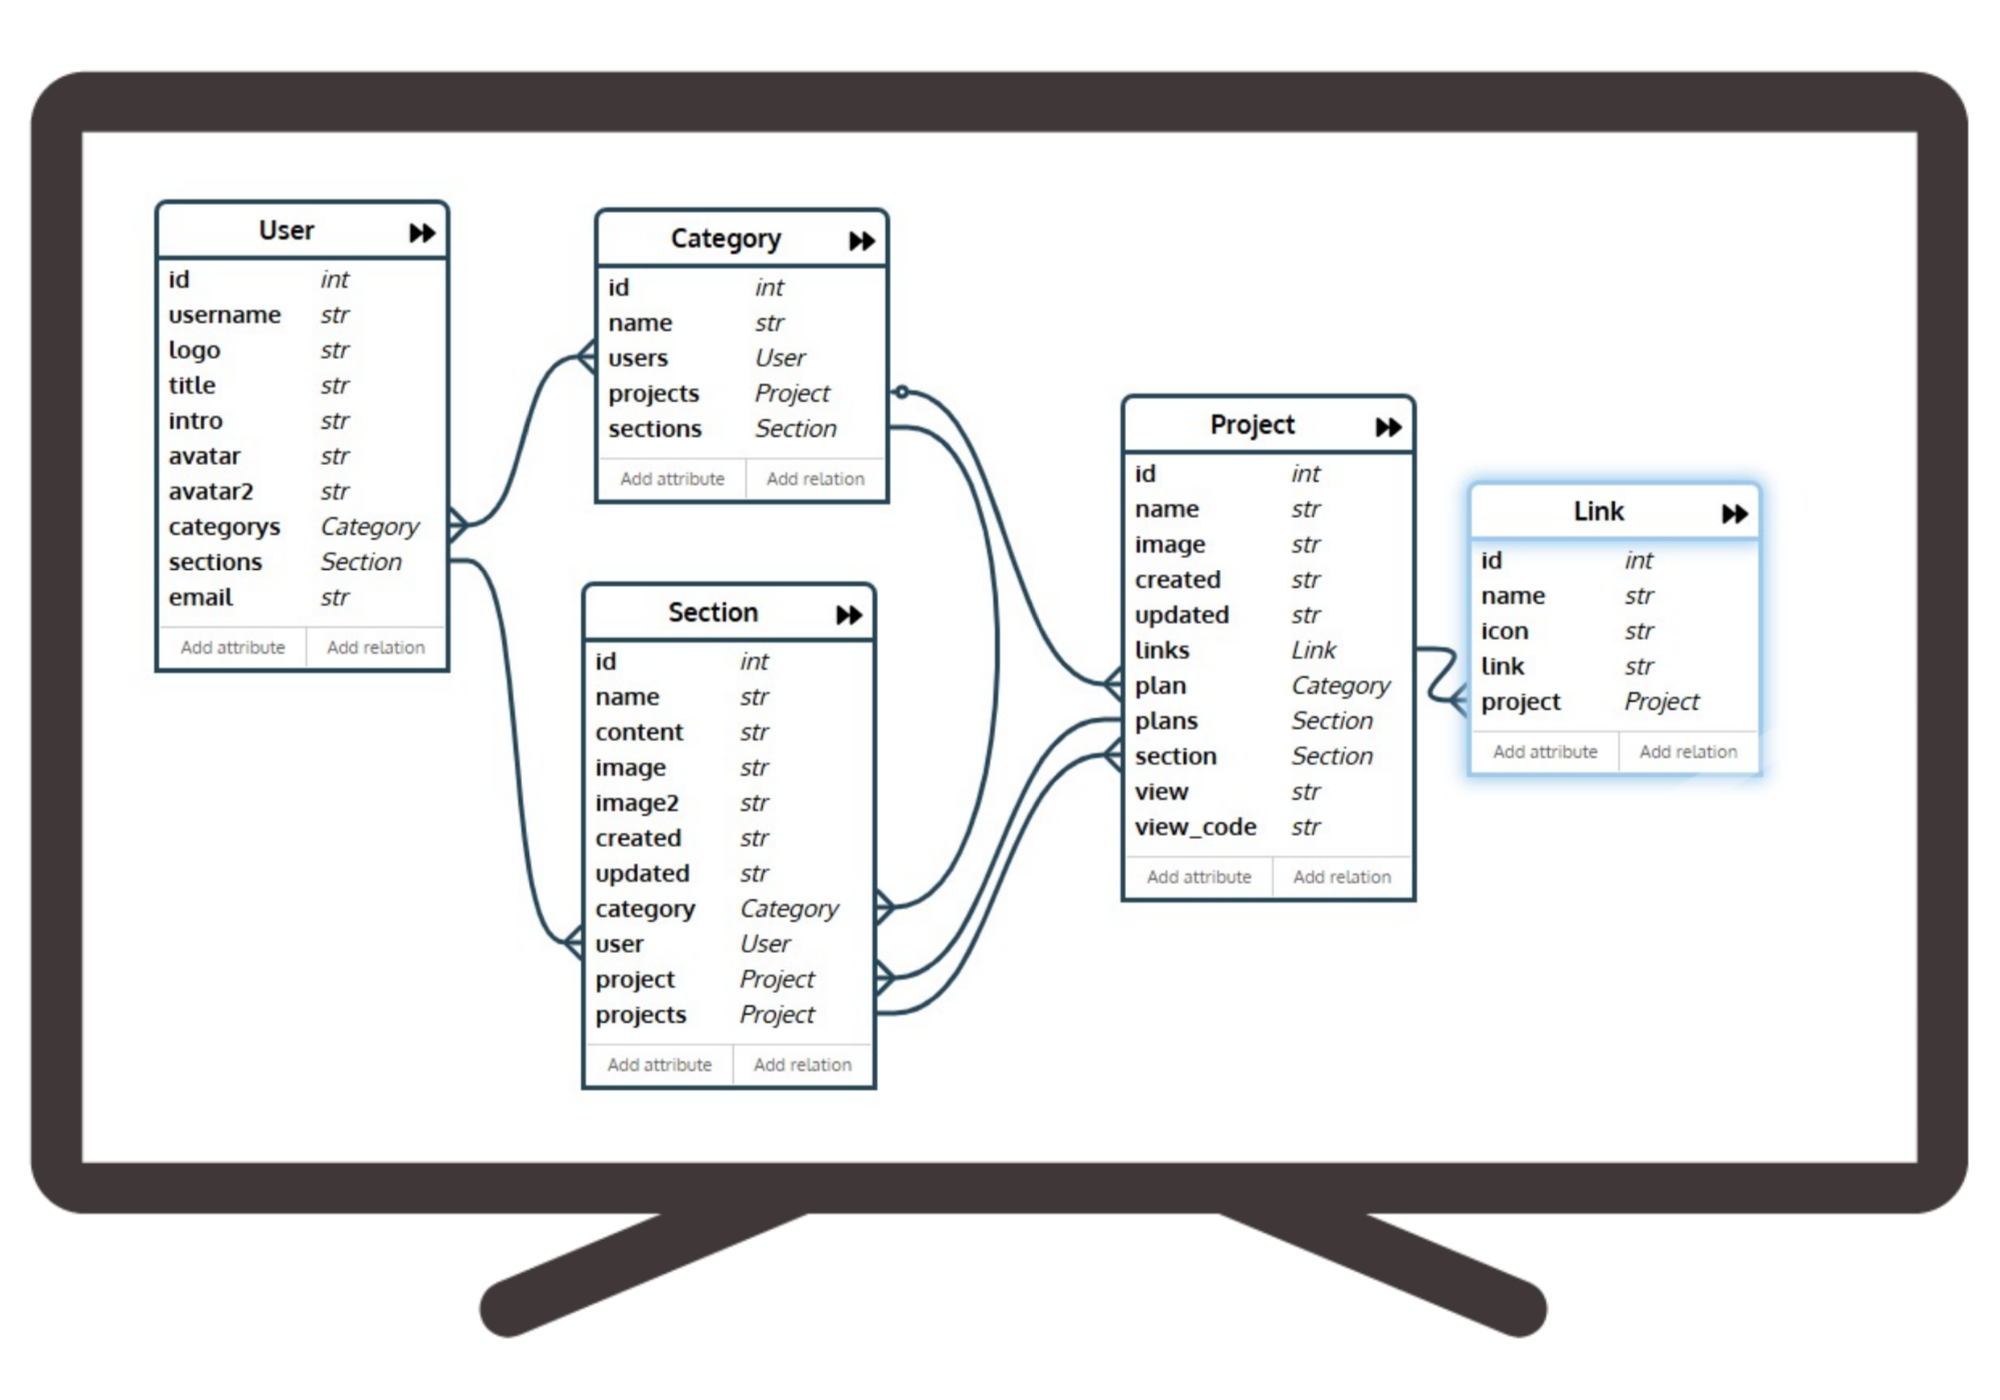 User
id int
username str
logo str
title str
intro str
avatar str
avatar2 str
categorys Category
sections Section
email str
Add attribute Add relation
Category
id int
name str
users User
projects Project
sections Section
Add attribute Add relation
Section
id int
name str
content str
image str
image2 str
created str
updated str
category Category
user User
project Project
projects Project
Add attribute Add relation
Project
id int
name str
image str
created str
updated str
links Link
plan Category
plans Section
section Section
view str
view_code str
Add attribute Add relation
Link
id int
name str
icon str
link str
project Project
Add attribute Add relation